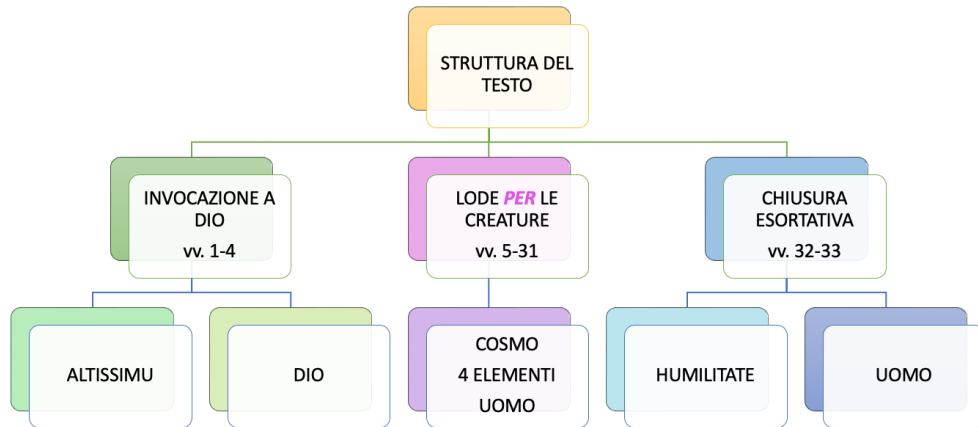 STRUTTURA DEL
TESTO
INVOCAZIONE A
DIO
vv. 1-4
LODE PER LE
CREATURE
vv. 5-31
CHIUSURA
ESORTATIVA
vv. 32-33
ALTISSIMU
DIO
COSMO
4 ELEMENTI
UOMO
HUMILITATE
UOMO